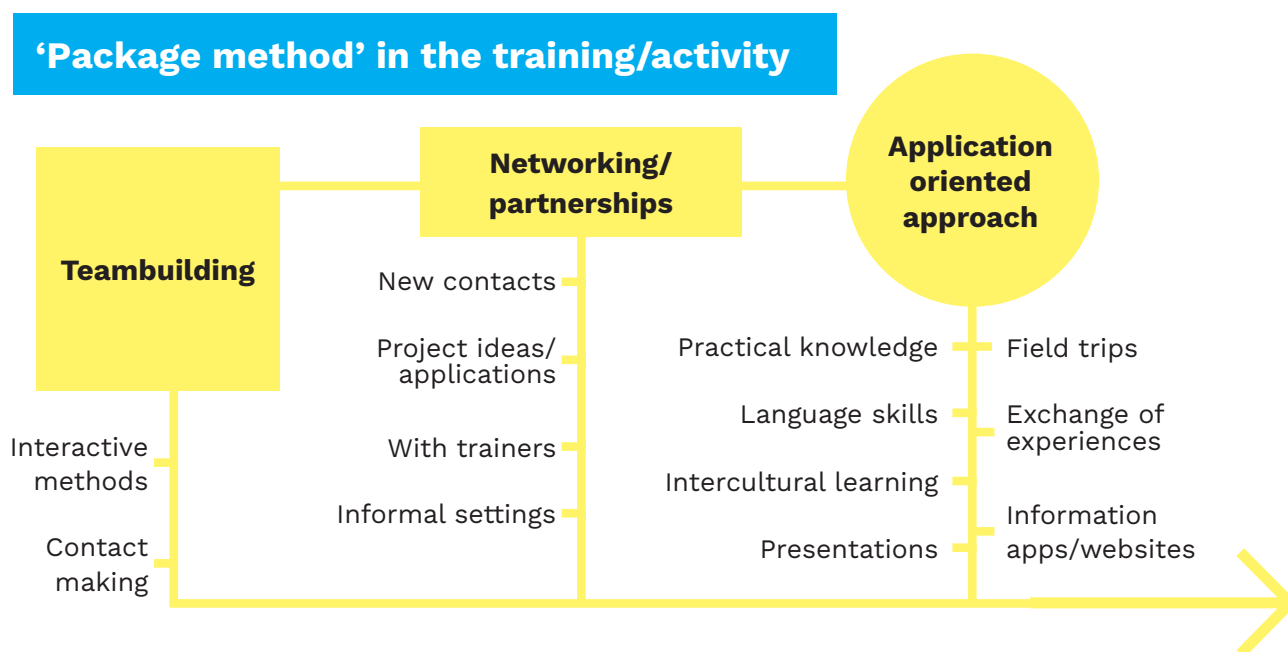 ‘Package method’ in the training/activity
Teambuilding
Interactive
methods
Contact
making
Networking/
partnerships
New contacts
Project ideas/
applications
With trainers
Informal settings
Application
oriented
approach
Practical knowledge
Language skills
Intercultural learning
Presentations
Field trips
Exchange of
experiences
Information
apps/websites